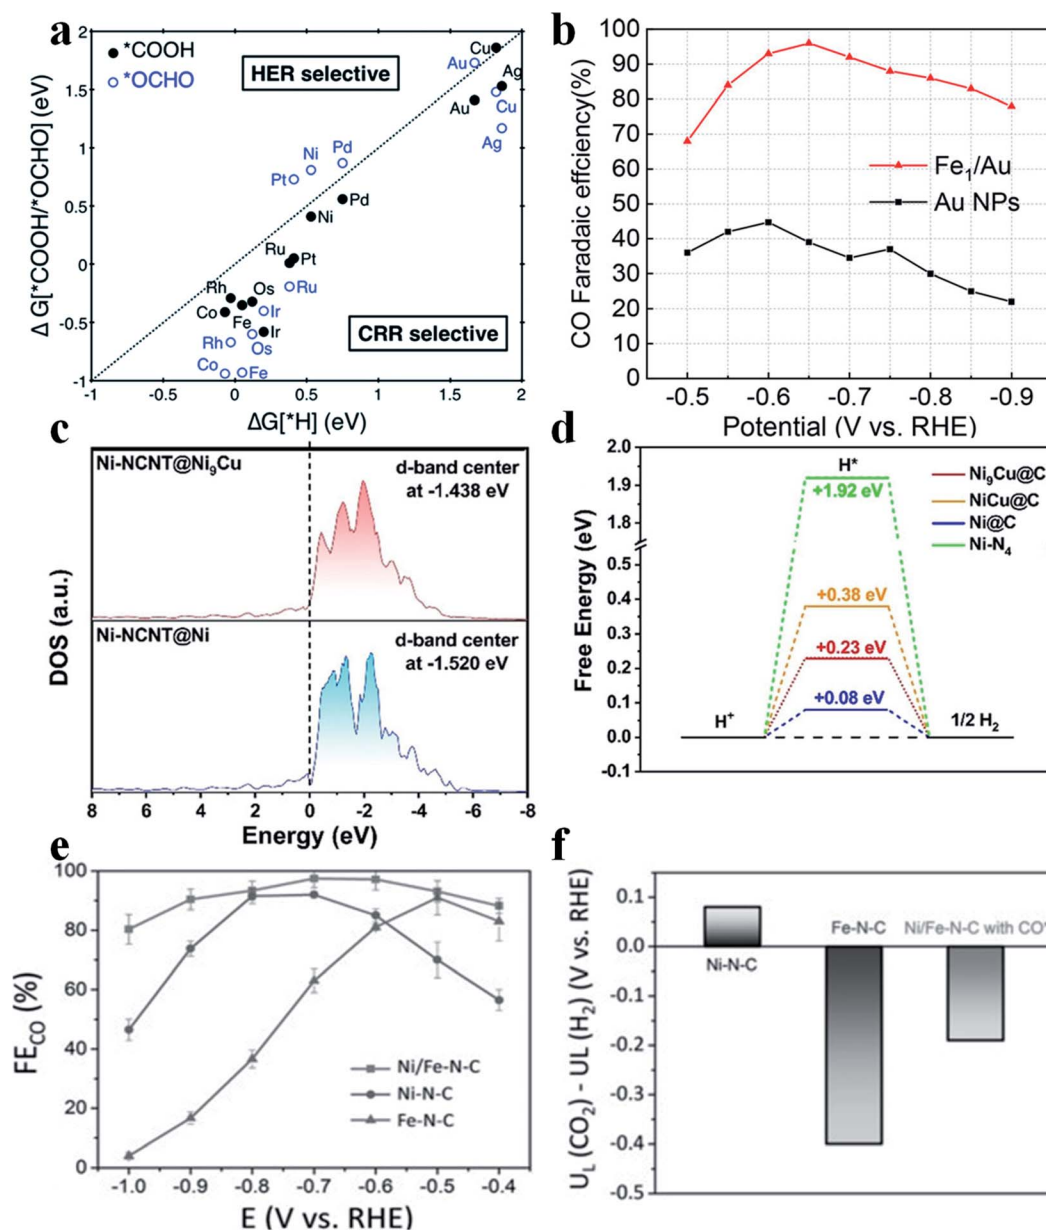 a
ΔG[*COOH/*OCHO] (eV)
2
1.5
1
0.5
0
-0.5
-1
*COOH
*OCHO
HER selective
CRR selective
Cu
Au
Ag
Au
Cu
Ag
Ni
Pd
Pt
Pd
Ni
Ru
Pt
Rh
Os
Ru
Co
Fe
Ir
Ir
Rh
Os
Co
Fe
-1
-0.5
0
0.5
1
1.5
2
ΔG[*H] (eV)
b
CO Faradaic effciency(%)
100
90
80
70
60
50
40
30
20
10
0
Fe₁/Au
Au NPs
-0.5
-0.6
-0.7
-0.8
-0.9
Potential (V vs. RHE)
c
DOS (a.u.)
Ni-NCNT@Ni₉Cu
d-band center
at -1.438 eV
Ni-NCNT@Ni
d-band center
at -1.520 eV
8
6
4
2
0
-2
-4
-6
-8
Energy (eV)
d
Free Energy (eV)
2.0
1.9
1.8
0.5
0.4
0.3
0.2
0.1
0.0
-0.1
H*
+1.92 eV
+0.38 eV
+0.23 eV
+0.08 eV
H⁺
1/2 H₂
Ni₉Cu@C
NiCu@C
Ni@C
Ni-N₄
e
FE_CO (%)
100
80
60
40
20
0
Ni/Fe-N-C
Ni-N-C
Fe-N-C
-1.0
-0.9
-0.8
-0.7
-0.6
-0.5
-0.4
E (V vs. RHE)
f
U_L (CO₂) - UL (H₂) (V vs. RHE)
0.1
0.0
-0.1
-0.2
-0.3
-0.4
-0.5
Ni-N-C
Fe-N-C
Ni/Fe-N-C with CO*